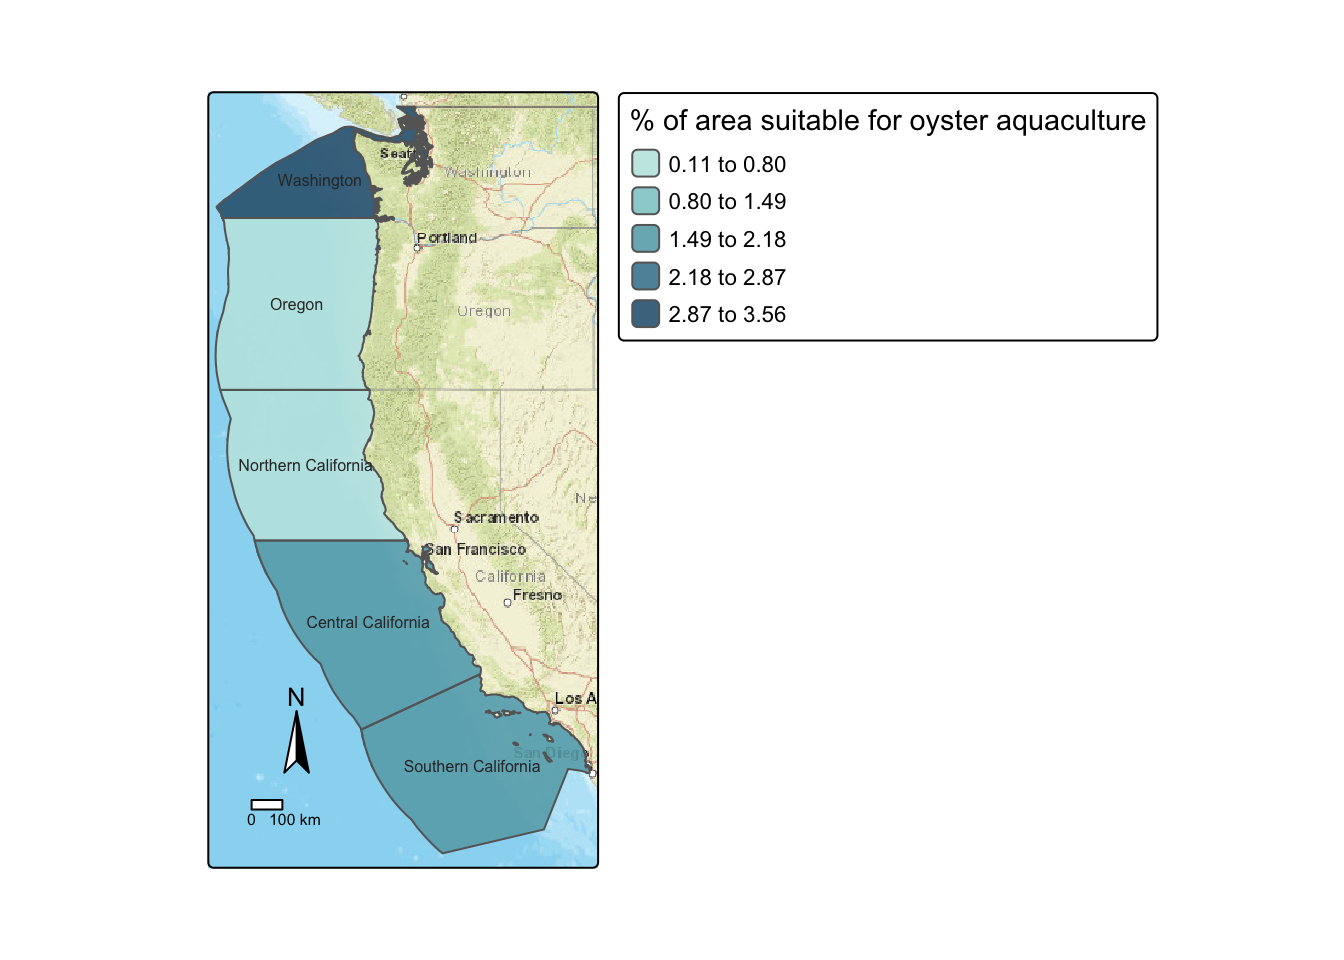 % of area suitable for oyster aquaculture
0.11 to 0.80
0.80 to 1.49
1.49 to 2.18
2.18 to 2.87
2.87 to 3.56
Washington
Washington
Portland
Oregon
Oregon
Northern California
Sacramento
San Francisco
California
Fresno
Central California
N
Los A
San Dieg
Southern California
0 100 km
Seatt
Ne